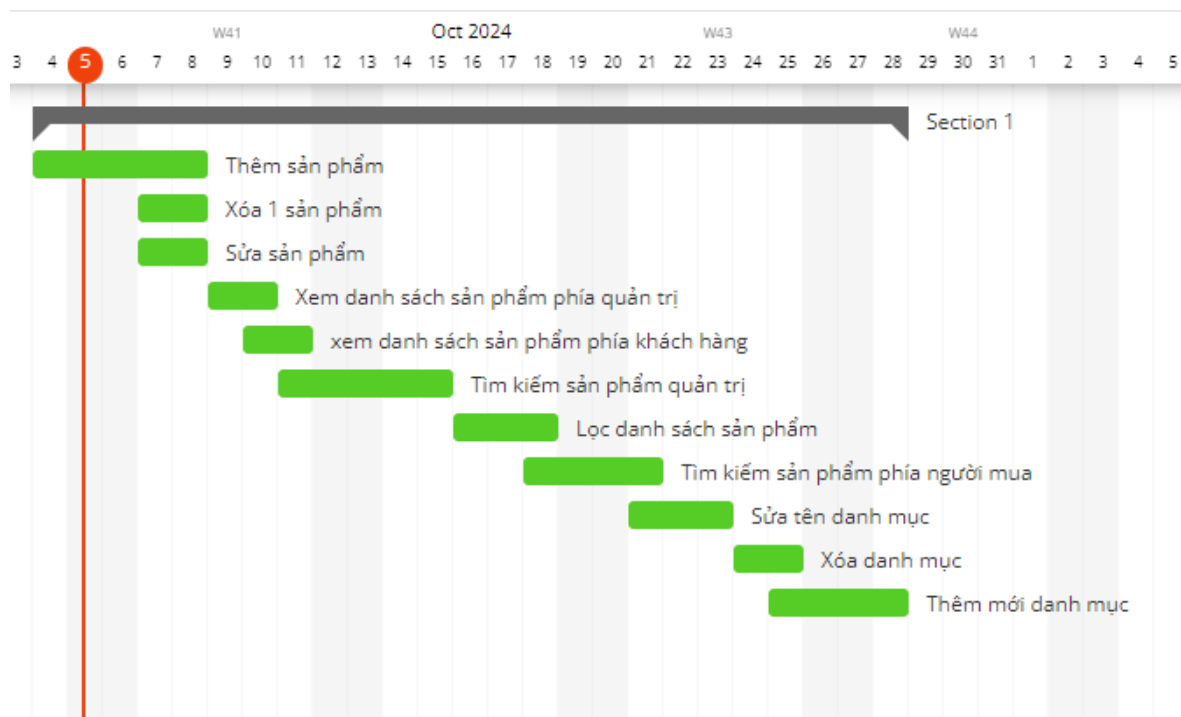 W41 Oct 2024 W43 W44
3 4 5 6 7 8 9 10 11 12 13 14 15 16 17 18 19 20 21 22 23 24 25 26 27 28 29 30 31 1 2 3 4 5
Section 1
Thêm sản phẩm
Xóa 1 sản phẩm
Sửa sản phẩm
Xem danh sách sản phẩm phía quản trị
xem danh sách sản phẩm phía khách hàng
Tìm kiếm sản phẩm quản trị
Lọc danh sách sản phẩm
Tìm kiếm sản phẩm phía người mua
Sửa tên danh mục
Xóa danh mục
Thêm mới danh mục